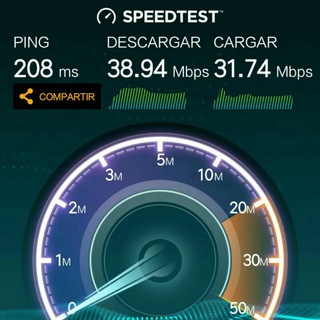 SPEEDTEST™
PING DESCARGAR CARGAR
208 ms 38.94 Mbps 31.74 Mbps
COMPARTIR
5M
3M 10M
2M 20M
1M 30M
0 50M